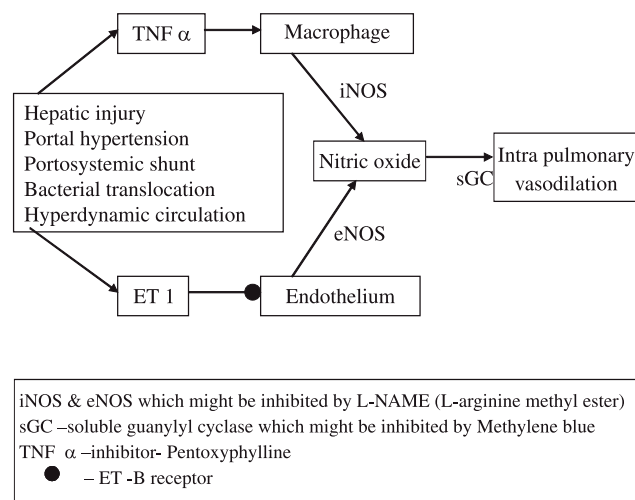 TNF α
Macrophage
iNOS
Hepatic injury
Portal hypertension
Portosystemic shunt
Bacterial translocation
Hyperdynamic circulation
Nitric oxide
sGC
Intra pulmonary
vasodilation
eNOS
ET 1
Endothelium
iNOS & eNOS which might be inhibited by L-NAME (L-arginine methyl ester)
sGC –soluble guanylyl cyclase which might be inhibited by Methylene blue
TNF α –inhibitor- Pentoxyphylline
– ET -B receptor